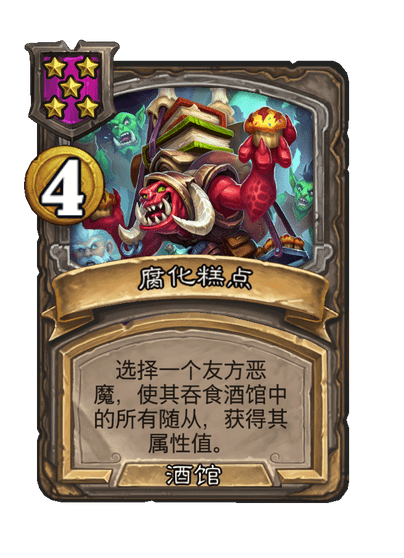 4
腐化糕点
选择一个友方恶
魔，使其吞食酒馆中
的所有随从，获得其
属性值。
酒馆